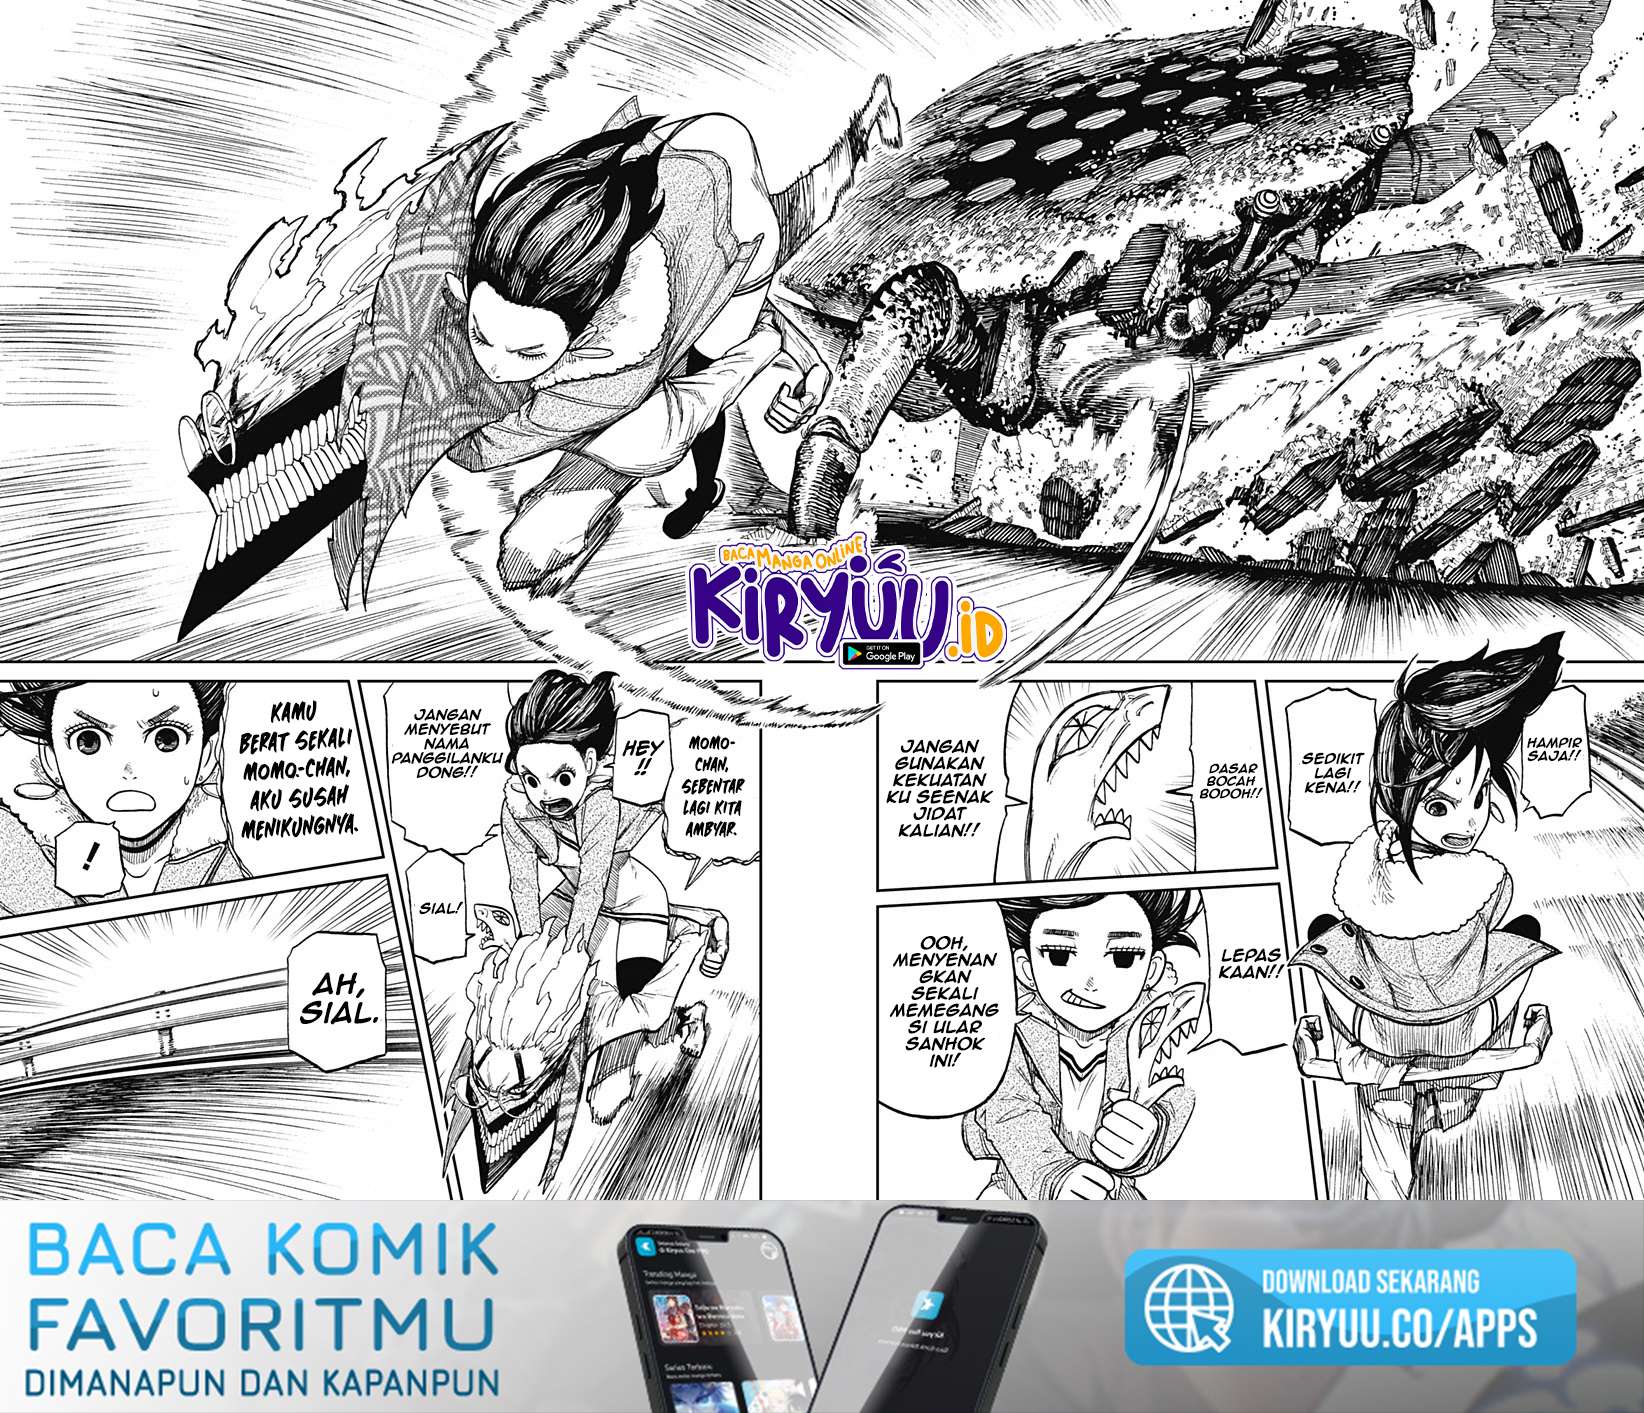 BACA MANGA ONLINE
KIRYUU.ID
GET IT ON
Google Play
HAMPIR
SAJA!!
SEDIKIT
LAGI
KENA!!
DASAR
BOCAH
BODOH!!
JANGAN
GUNAKAN
KEKUATAN
KU SEENAK
JIDAT
KALIAN!!
LEPAS
KAAN!!
OOH,
MENYENAN
GKAN
SEKALI
MEMEGANG
SI ULAR
SANHOK
INI!
MOMO-
CHAN,
SEBENTAR
LAGI KITA
AMBYAR.
HEY
!!
JANGAN
MENYEBUT
NAMA
PANGGILANKU
DONG!!
SIAL!
KAMU
BERAT SEKALI
MOMO-CHAN,
AKU SUSAH
MENIKUNGNYA.
!
AH,
SIAL.
BACA KOMIK
FAVORITMU
DIMANAPUN DAN KAPANPUN
Trending Manga
DOWNLOAD SEKARANG
KIRYUU.CO/APPS